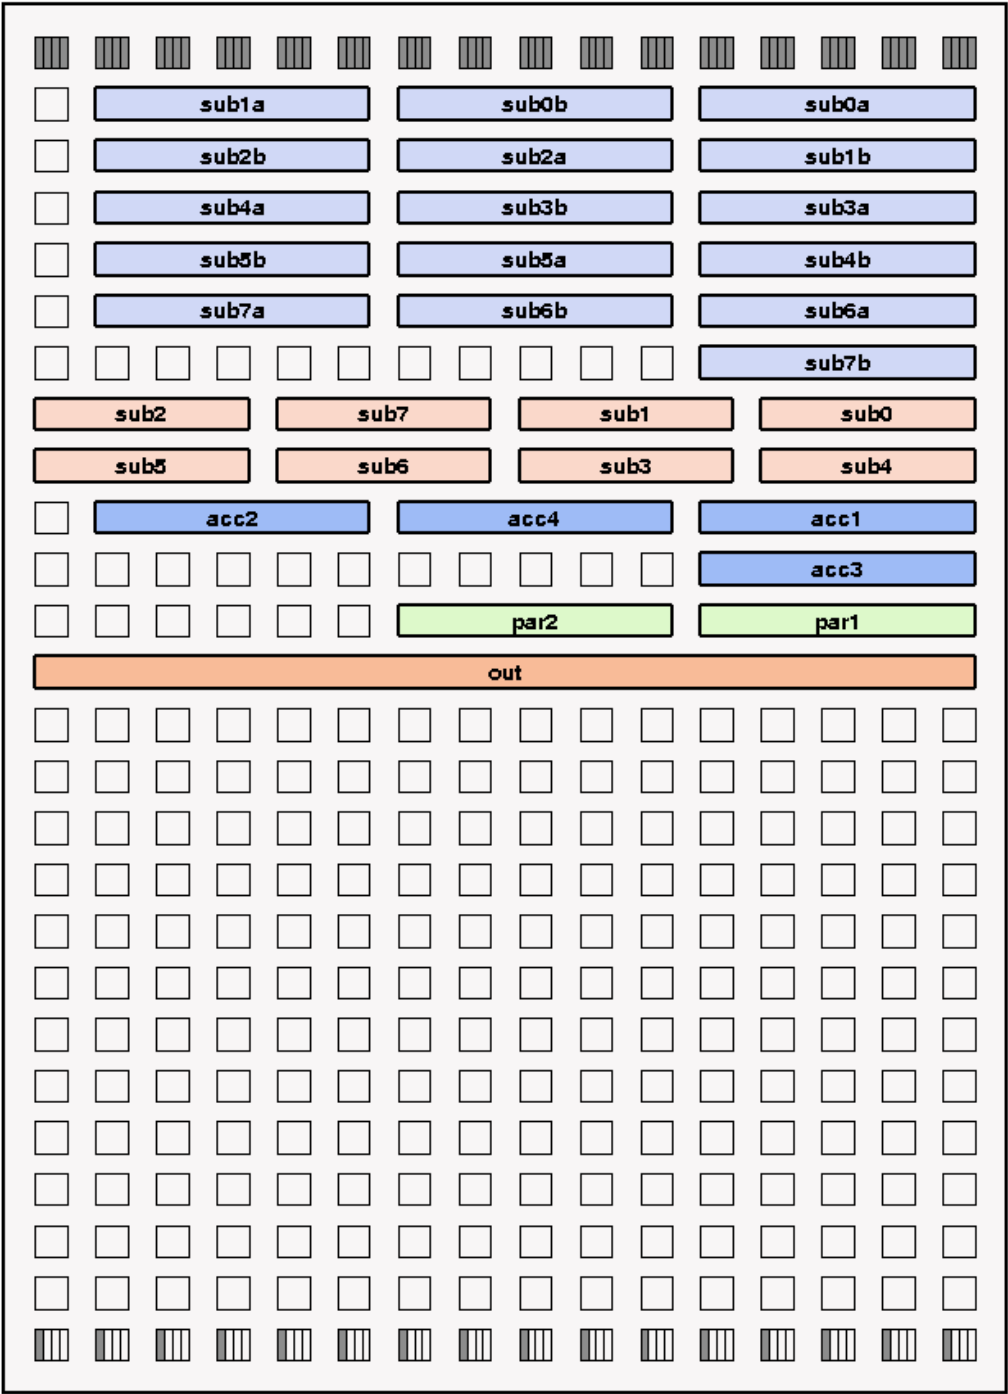 sub1a sub0b sub0a
sub2b sub2a sub1b
sub4a sub3b sub3a
sub5b sub5a sub4b
sub7a sub6b sub6a
sub7b
sub2 sub7 sub1 sub0
sub5 sub6 sub3 sub4
acc2 acc4 acc1
acc3
par2 par1
out